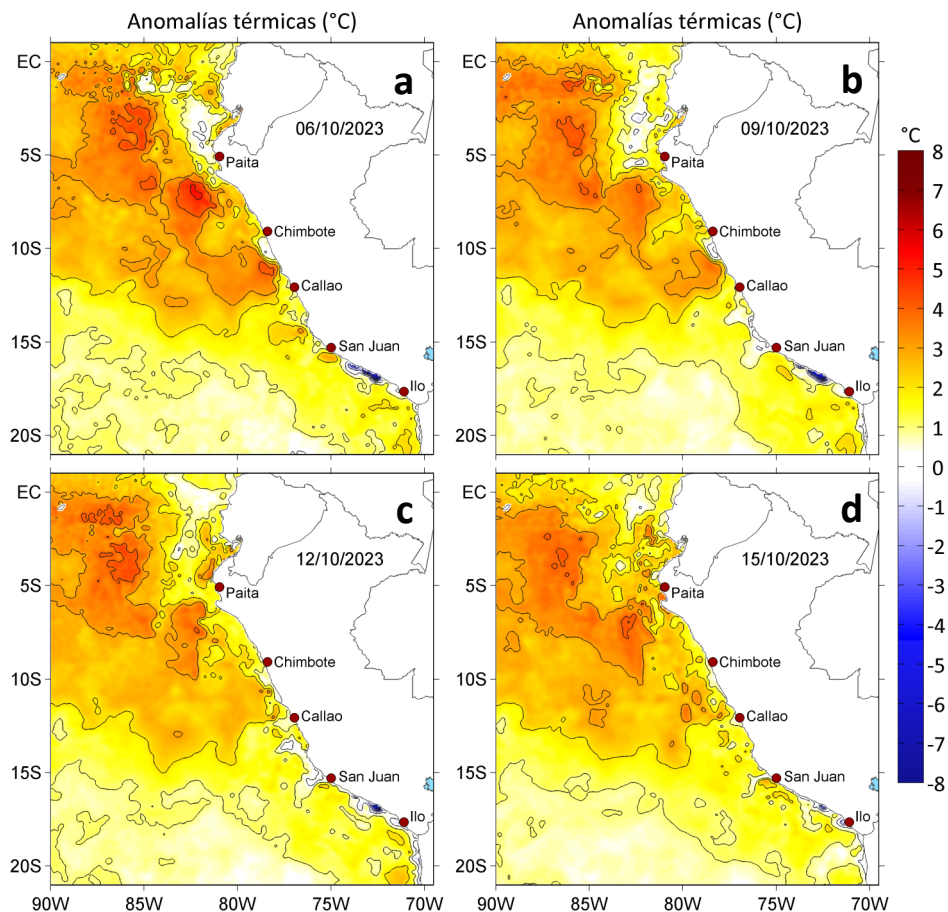 Anomalías térmicas (°C)
Anomalías térmicas (°C)
EC
5S
10S
15S
20S
a
06/10/2023
Paita
Chimbote
Callao
San Juan
Ilo
EC
5S
10S
15S
20S
b
09/10/2023
Paita
Chimbote
Callao
San Juan
Ilo
°C
8
7
6
5
4
3
2
1
0
-1
-2
-3
-4
-5
-6
-7
-8
EC
5S
10S
15S
20S
c
12/10/2023
Paita
Chimbote
Callao
San Juan
Ilo
90W
85W
80W
75W
70W
EC
5S
10S
15S
20S
d
15/10/2023
Paita
Chimbote
Callao
San Juan
Ilo
90W
85W
80W
75W
70W